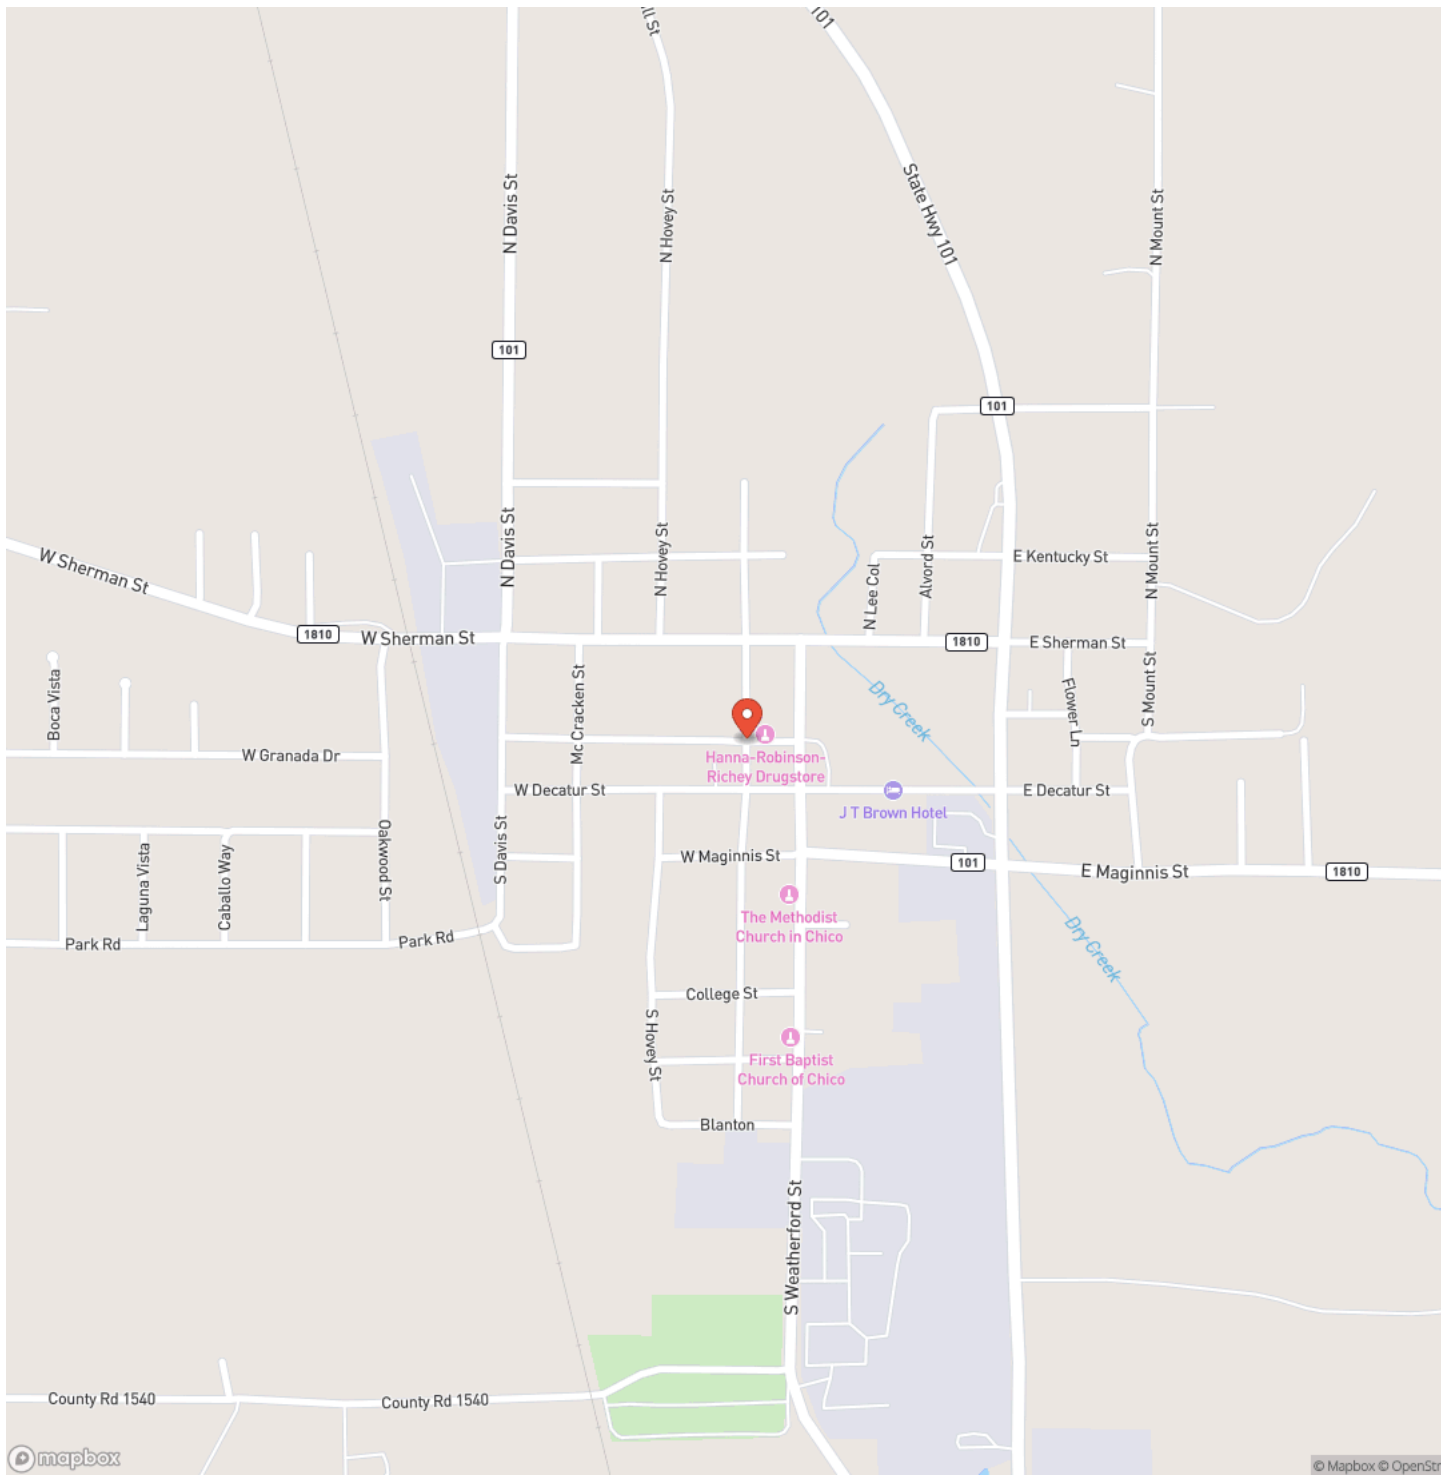 ll St
101
N Davis St
N Hovey St
State Hwy 101
N Mount St
101
101
N Davis St
N Hovey St
N Lee Col
Alvord St
E Kentucky St
N Mount St
W Sherman St
1810
W Sherman St
1810
E Sherman St
Boca Vista
Mc Cracken St
Dry Creek
Flower Ln
S Mount St
W Granada Dr
Hanna-Robinson-
Richey Drugstore
W Decatur St
J T Brown Hotel
E Decatur St
Oakwood St
Laguna Vista
Caballo Way
S Davis St
W Maginnis St
101
E Maginnis St
1810
The Methodist
Church in Chico
Park Rd
Park Rd
Dry Creek
College St
S Hovey St
First Baptist
Church of Chico
Blanton
S Weatherford St
County Rd 1540
County Rd 1540
mapbox
© Mapbox © OpenStr